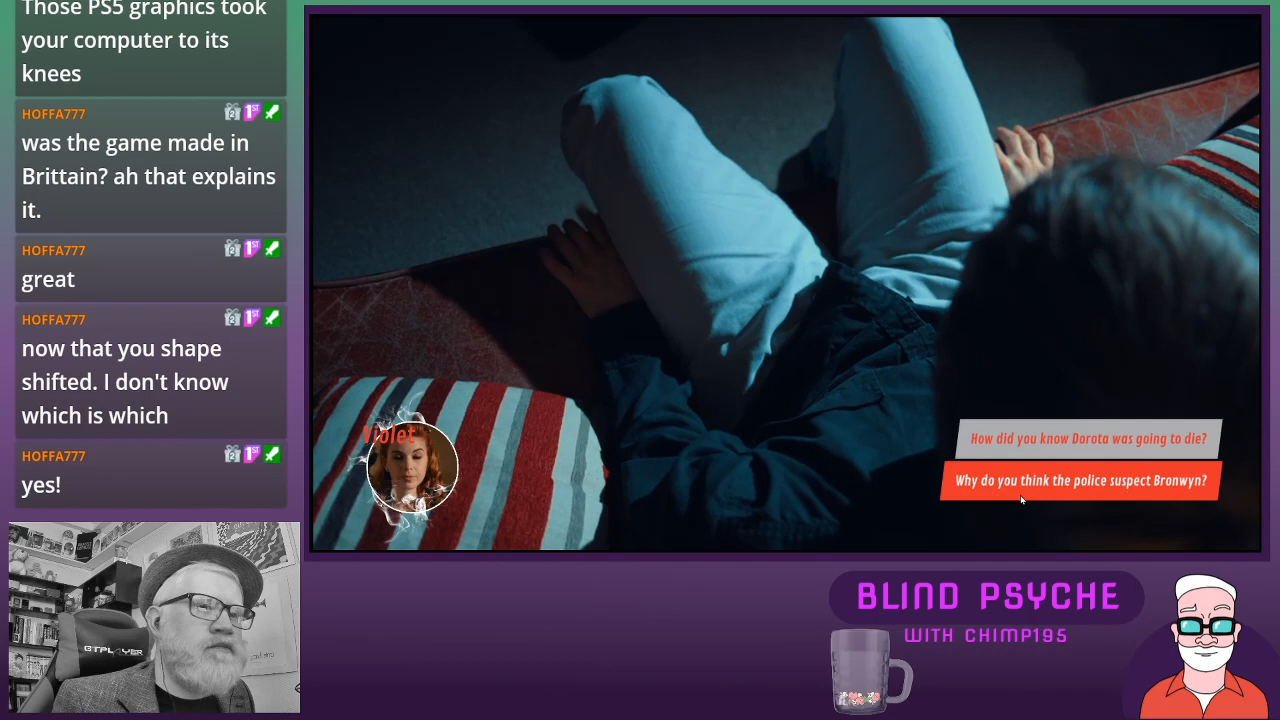 Those PS5 graphics took
your computer to its
knees
HOFFA777
was the game made in
Brittain? ah that explains
it.
HOFFA777
great
HOFFA777
now that you shape
shifted. I don't know
which is which
HOFFA777
yes!
Violet
How did you know Dorota was going to die?
Why do you think the police suspect Bronwyn?
GTPLAYER
BLIND PSYCHE
WITH CHIMP195